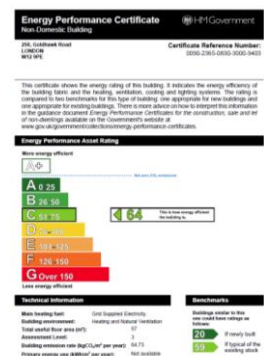 Energy Performance Certificate
HM Government
Non-Domestic Building
256, Goldhawk Road
LONDON
W12 9PE
Certificate Reference Number:
This certificate shows the energy rating of this building. It indicates the energy efficiency of
the building fabric and the heating, ventilation, cooling and lighting systems. The rating is
compared to two benchmarks for this type of building: one appropriate for new buildings and
one appropriate for existing buildings. There is more advice on how to interpret this information
in the guidance document Energy Performance Certificates for the construction, sale and let
of non-dwellings available on the Government's website at
www.gov.uk/government/collections/energy-performance-certificates.
Energy Performance Asset Rating
More energy efficient
A+
A 0-25
B 26-50
C 51-75
64
This is how energy efficient
the building is.
D 76-100
E 101-125
F 126-150
G Over 150
Less energy efficient
Technical Information
Main heating fuel: Grid Supplied Electricity
Building environment: Heating and Natural Ventilation
Total useful floor area (m²): 67
Assessment Level: 3
Building emission rate (kgCO₂/m² per year): 64.73
Primary energy use (kWh/m² per year): Not available
Benchmarks
Buildings similar to this
one could have ratings as
follows:
20 If newly built
59 If typical of the
existing stock